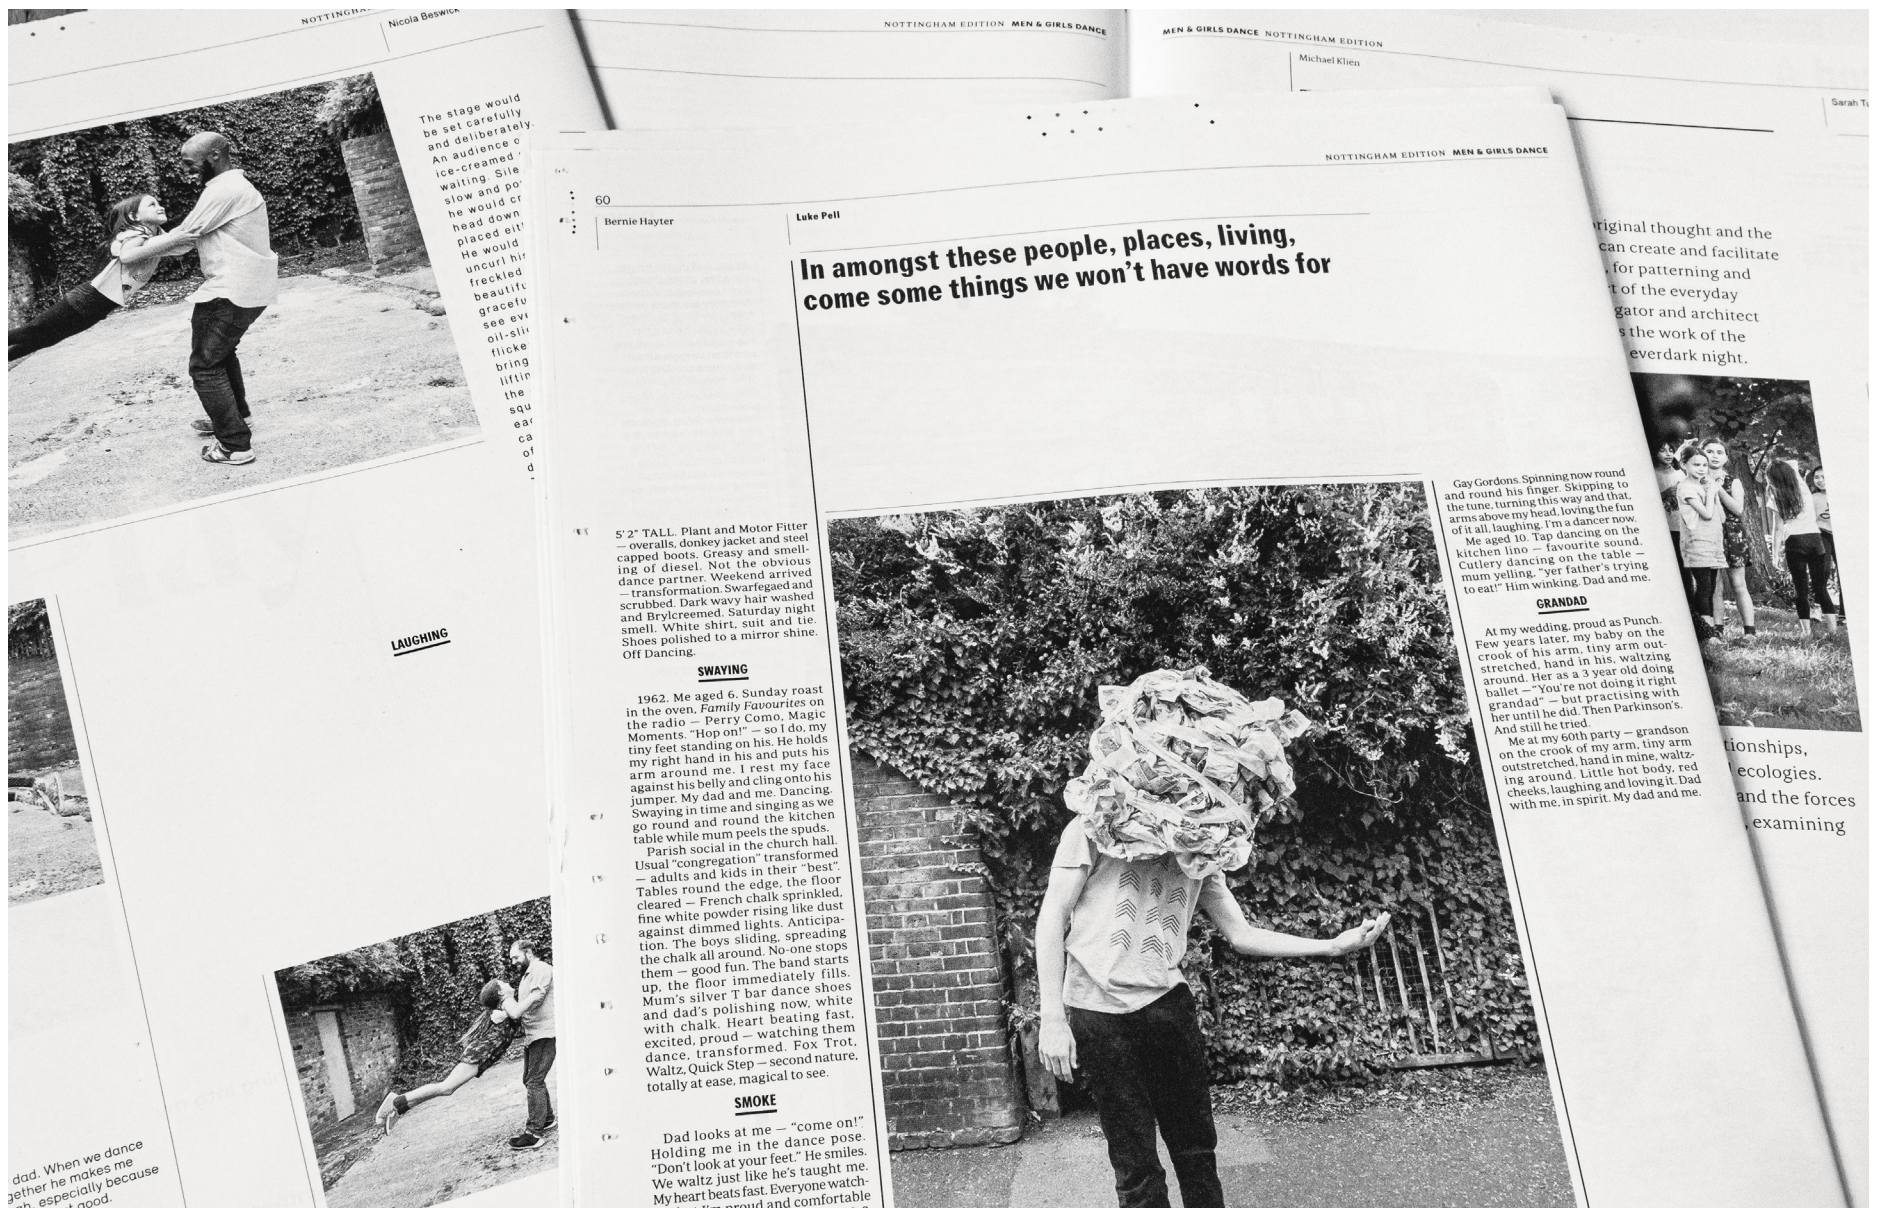 NOTTINGHAM
Nicola Beswick
The stage would
be set carefully
and deliberately.
An audience
ice-creamed
waiting.
slow and
he would
head down
placed
He would
uncurl
freckled
see
the
LAUGHING
dad. When we dance
he makes me
especially because
good.
NOTTINGHAM EDITION MEN & GIRLS DANCE
MEN & GIRLS DANCE NOTTINGHAM EDITION
Michael Klien
Sarah
NOTTINGHAM EDITION MEN & GIRLS DANCE
60
Bernie Hayter
Luke Pell
In amongst these people, places, living,
come some things we won't have words for
5'2" TALL. Plant and Motor Fitter
— overalls, donkey jacket and steel
capped boots. Greasy and smell-
ing of diesel. Not the obvious
dance partner. Weekend arrived
— transformation. Swarfegaed and
scrubbed. Dark wavy hair washed
and Brylcreemed. Saturday night
smell. White shirt, suit and tie.
Shoes polished to a mirror shine.
Off Dancing.
SWAYING
1962. Me aged 6. Sunday roast
in the oven, Family Favourites on
the radio — Perry Como, Magic
Moments. "Hop on!" — so I do, my
tiny feet standing on his. He holds
my right hand in his and puts his
arm around me. I rest my face
against his belly and cling onto his
jumper. My dad and me. Dancing.
Swaying in time and singing as we
go round and round the kitchen
table while mum peels the spuds.
Parish social in the church hall.
Usual "congregation" transformed
— adults and kids in their "best".
Tables round the edge, the floor
cleared — French chalk sprinkled,
fine white powder rising like dust
against dimmed lights. Anticipa-
tion. The boys sliding, spreading
the chalk all around. No-one stops
them — good fun. The band starts
up, the floor immediately fills.
Mum's silver T bar dance shoes
and dad's polishing now, white
with chalk. Heart beating fast,
excited, proud — watching them
dance, transformed. Fox Trot,
Waltz, Quick Step — second nature,
totally at ease, magical to see.
SMOKE
Dad looks at me — "come on!"
Holding me in the dance pose.
"Don't look at your feet." He smiles.
We waltz just like he's taught me.
My heart beats fast. Everyone watch-
I'm proud and comfortable
Gay Gordons. Spinning now round
and round his finger. Skipping to
the tune, turning this way and that,
arms above my head, loving the fun
of it all, laughing. I'm a dancer now.
Me aged 10. Tap dancing on the
kitchen lino — favourite sound.
Cutlery dancing on the table —
mum yelling, "yer father's trying
to eat!" Him winking. Dad and me.
GRANDAD
At my wedding, proud as Punch.
Few years later, my baby on the
crook of his arm, tiny arm out-
stretched, hand in his, waltzing
around. Her as a 3 year old doing
ballet — "You're not doing it right
grandad" — but practising with
her until he did. Then Parkinson's.
And still he tried.
Me at my 60th party — grandson
on the crook of my arm, tiny arm
outstretched, hand in mine, waltz-
ing around. Little hot body, red
cheeks, laughing and loving it. Dad
with me, in spirit. My dad and me.
original thought and the
can create and facilitate
, for patterning and
of the everyday
and architect
the work of the
everdark night.
ecologies.
and the forces
, examining